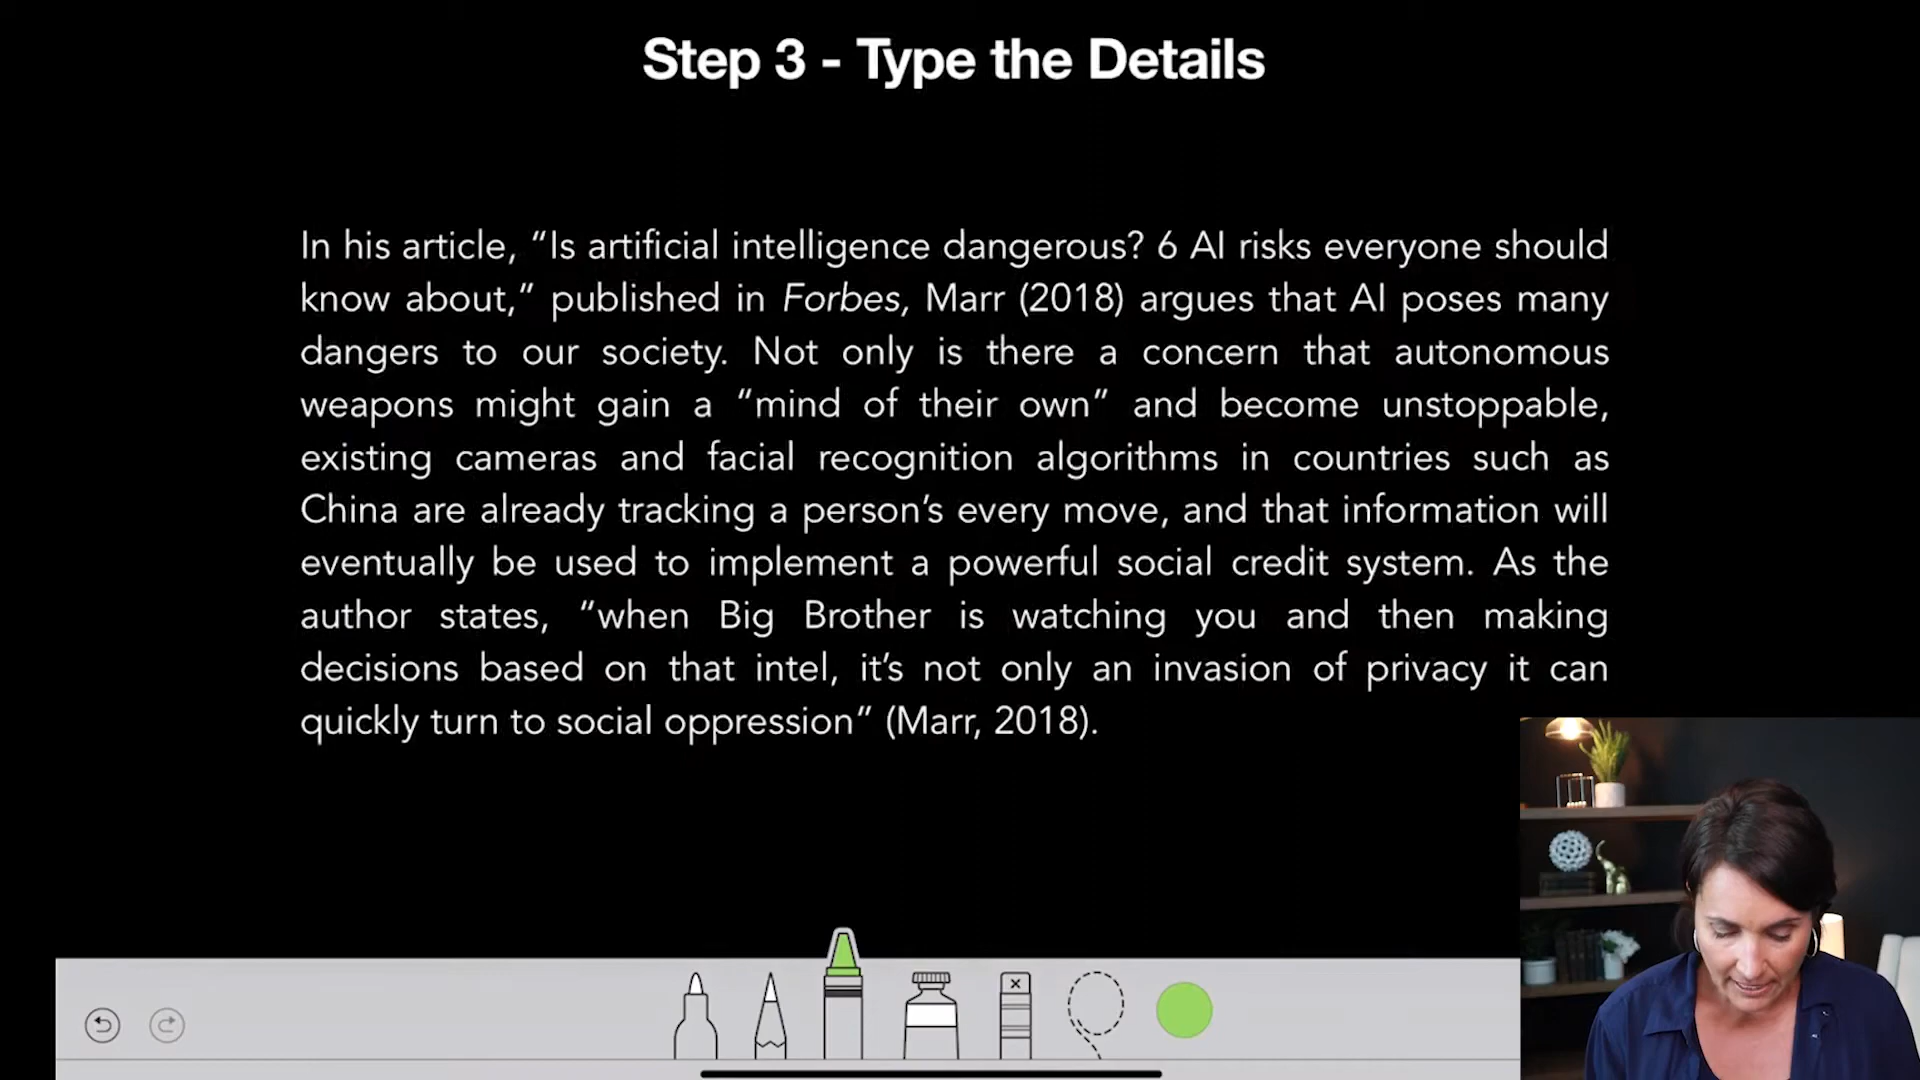 Step 3 - Type the Details
In his article, “Is artificial intelligence dangerous? 6 AI risks everyone should
know about,” published in Forbes, Marr (2018) argues that AI poses many
dangers to our society. Not only is there a concern that autonomous
weapons might gain a “mind of their own” and become unstoppable,
existing cameras and facial recognition algorithms in countries such as
China are already tracking a person’s every move, and that information will
eventually be used to implement a powerful social credit system. As the
author states, “when Big Brother is watching you and then making
decisions based on that intel, it’s not only an invasion of privacy it can
quickly turn to social oppression” (Marr, 2018).